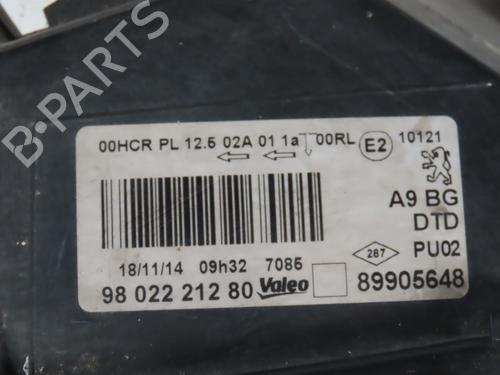 00HCR PL 12.5 02A 01 1a 00RL E2 10121
A9 BG
DTD
287 PU02
18/11/14 09h32 7085
98 022 212 80 Valeo 89905648
B-PARTS